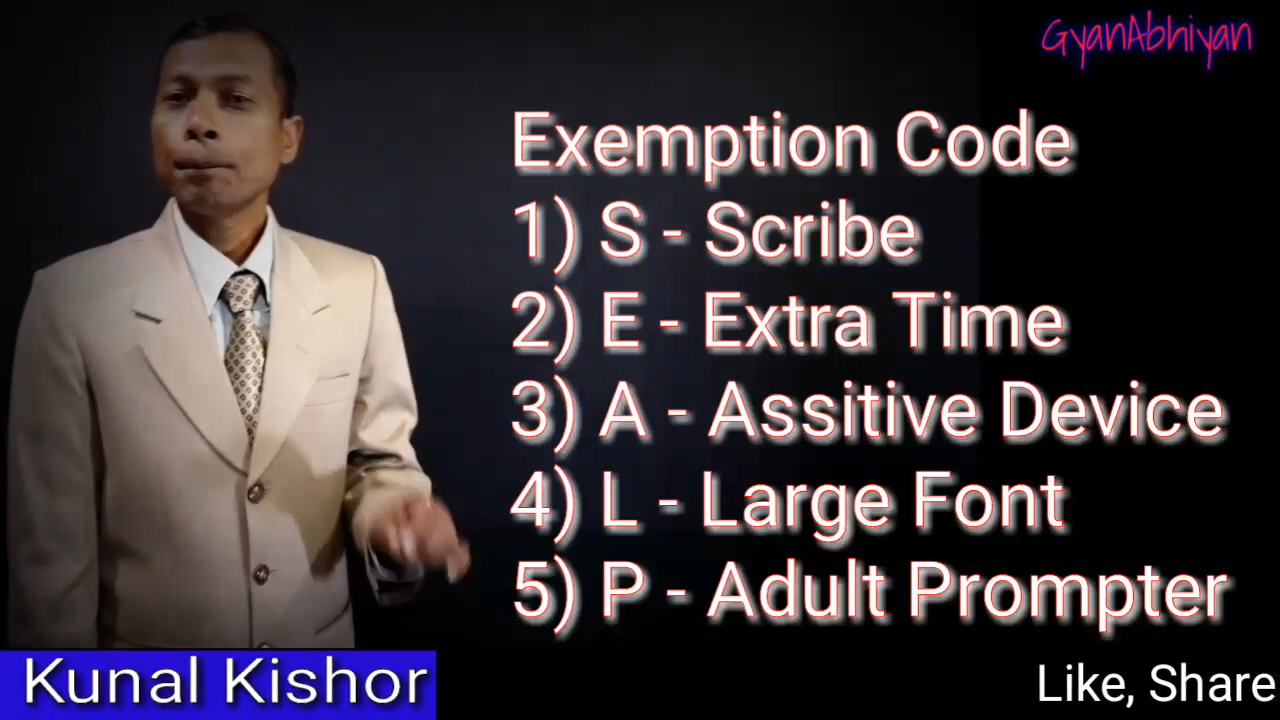 GyanAbhiyan
Exemption Code
1) S - Scribe
2) E - Extra Time
3) A - Assitive Device
4) L - Large Font
5) P - Adult Prompter
Kunal Kishor
Like, Share